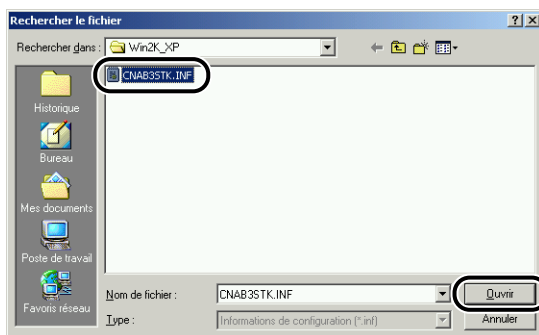 Rechercher le fichier
Rechercher dans : Win2K_XP
CNAB3STK.INF
Historique
Bureau
Mes documents
Poste de travail
Favoris réseau
Nom de fichier : CNAB3STK.INF Ouvrir
Type : Informations de configuration (*.inf) Annuler